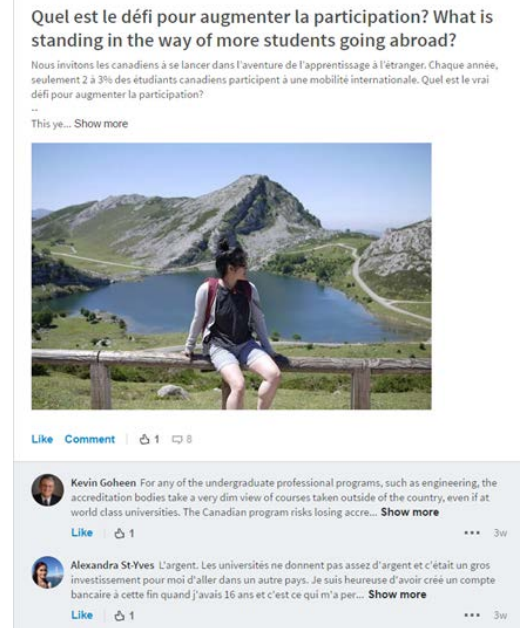 Quel est le défi pour augmenter la participation? What is
standing in the way of more students going abroad?
Nous invitons les canadiens à se lancer dans l'aventure de l'apprentissage à l'étranger. Chaque année,
seulement 2 à 3% des étudiants canadiens participent à une mobilité internationale. Quel est le vrai
défi pour augmenter la participation?
--
This ye... Show more
Like Comment 1 8
Kevin Goheen For any of the undergraduate professional programs, such as engineering, the
accreditation bodies take a very dim view of courses taken outside of the country, even if at
world class universities. The Canadian program risks losing accre... Show more
Like 1 3w
Alexandra St-Yves L'argent. Les universités ne donnent pas assez d'argent et c'était un gros
investissement pour moi d'aller dans un autre pays. Je suis heureuse d'avoir créé un compte
bancaire à cette fin quand j'avais 16 ans et c'est ce qui m'a per... Show more
Like 1 3w